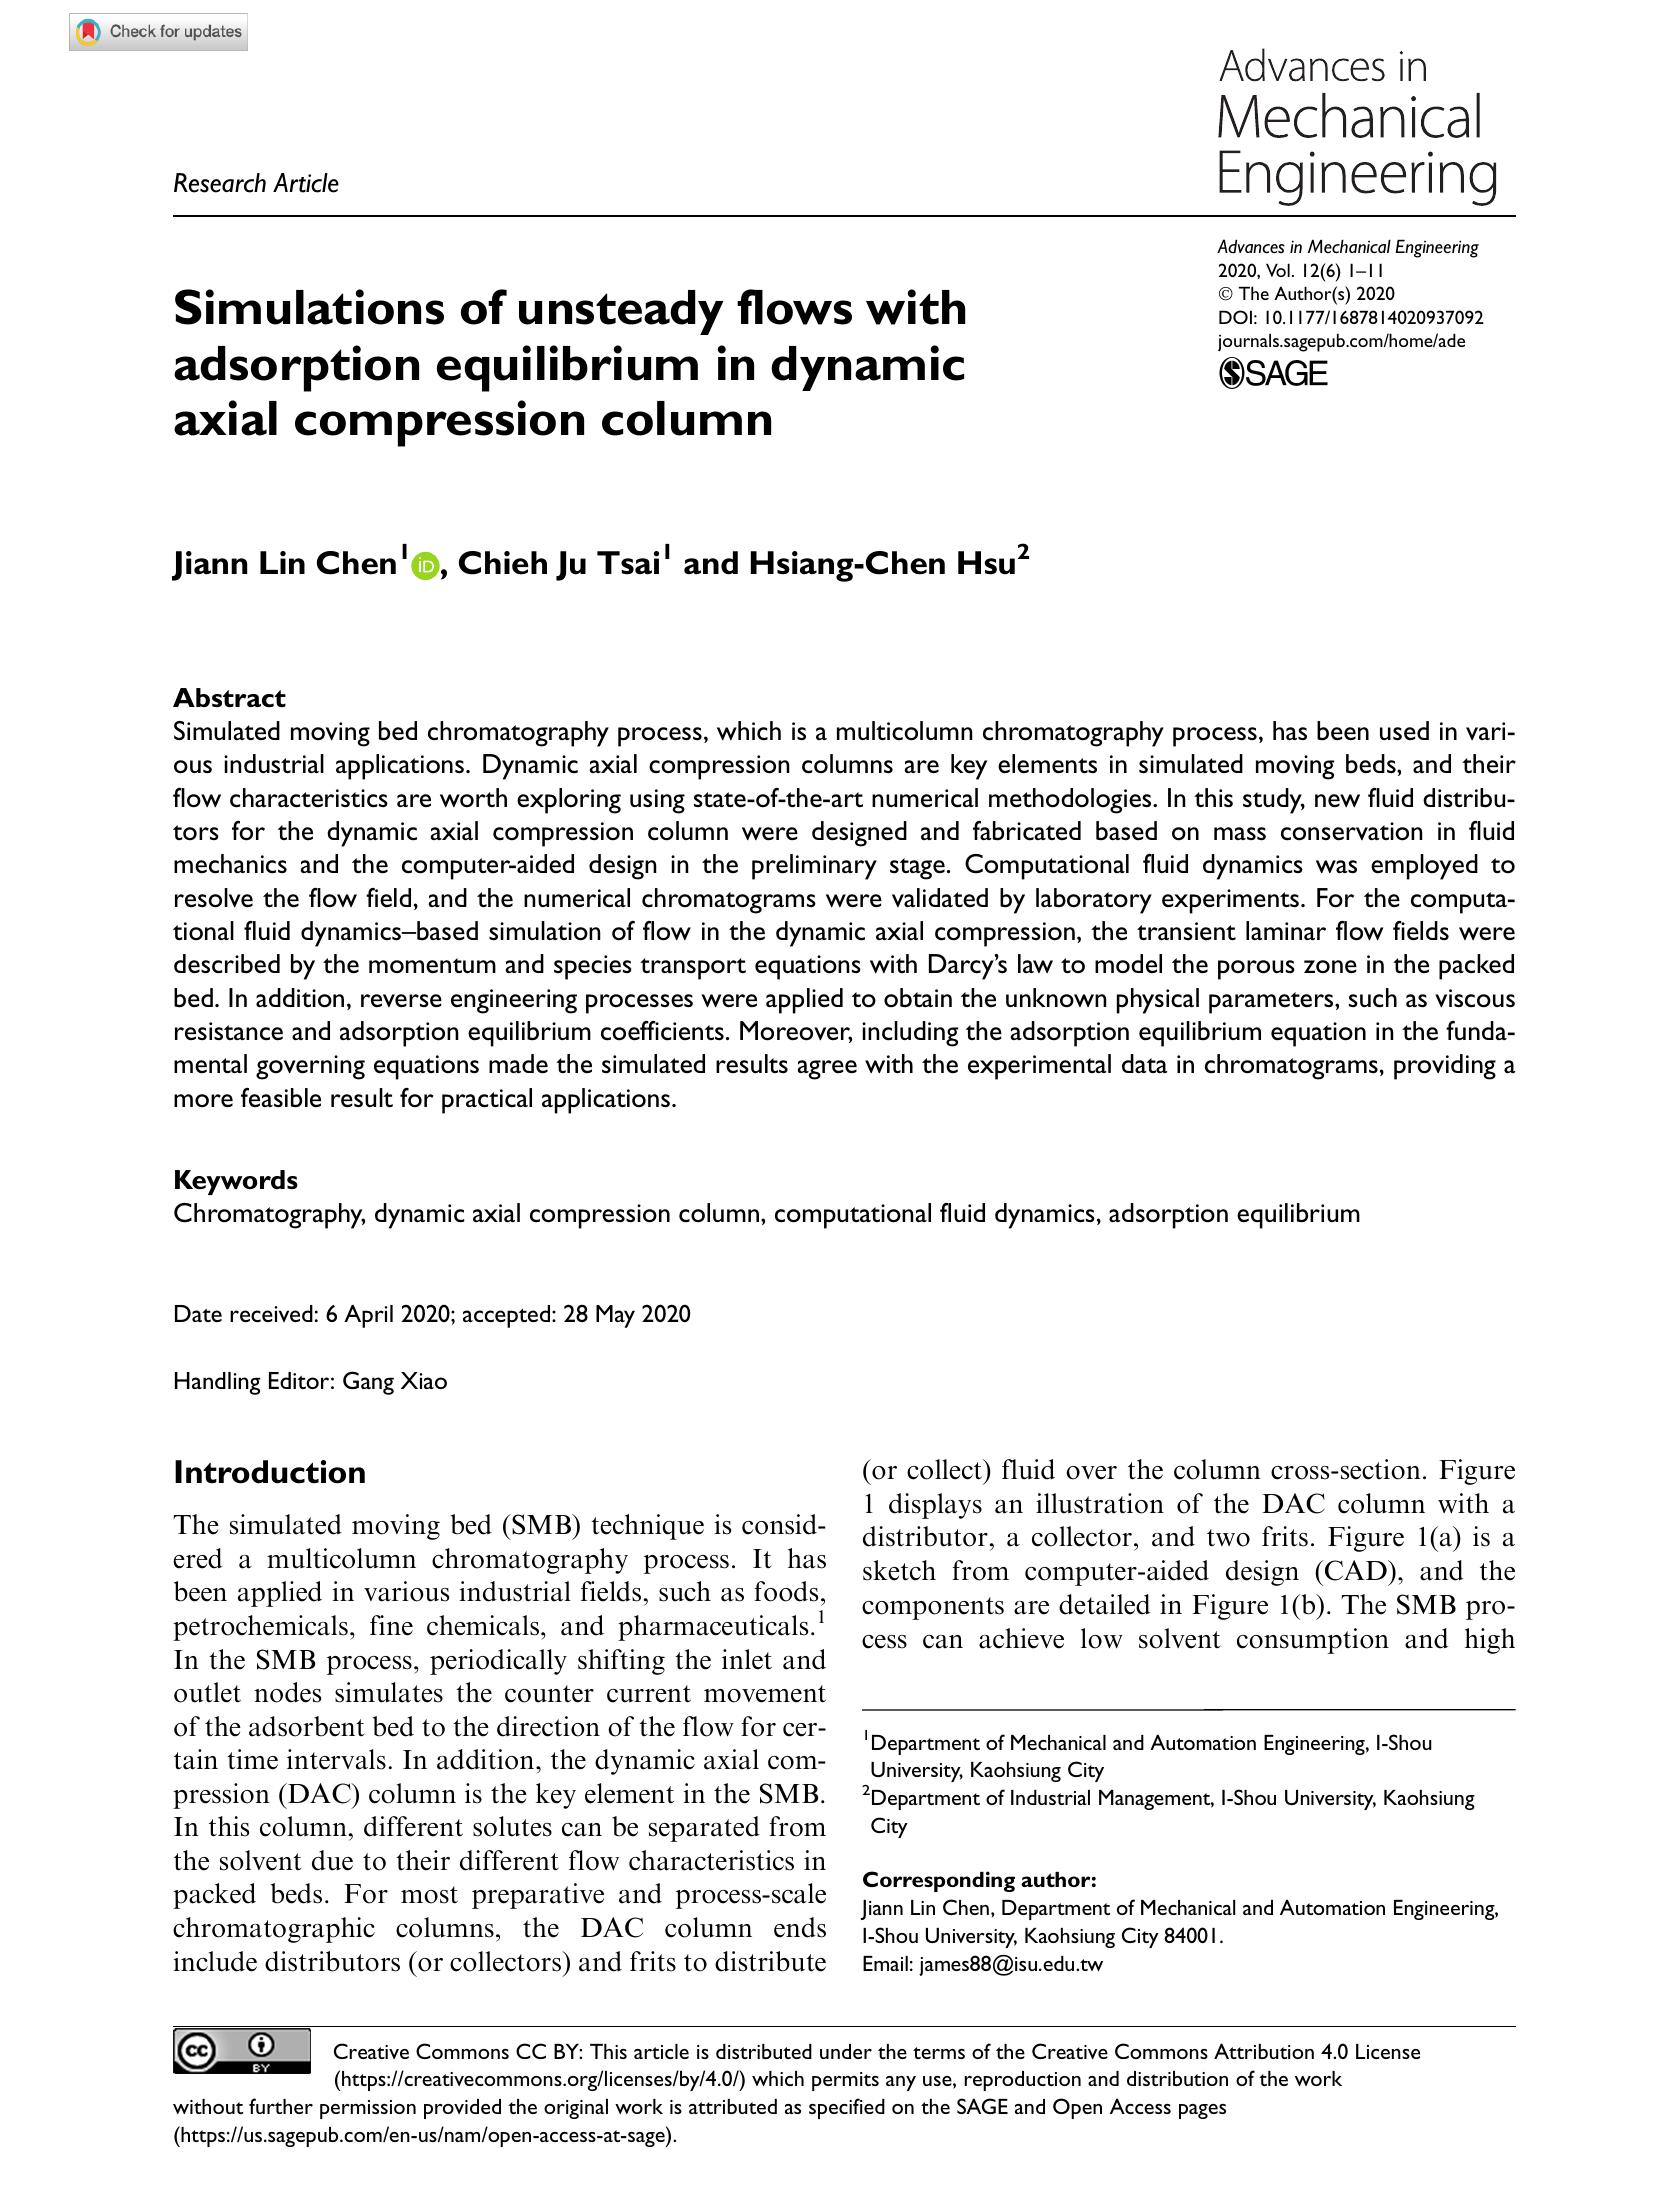 Check for updates
Advances in
Mechanical
Engineering
Research Article
Advances in Mechanical Engineering
2020, Vol. 12(6) 1–11
© The Author(s) 2020
DOI: 10.1177/1687814020937092
journals.sagepub.com/home/ade
SAGE
Simulations of unsteady flows with
adsorption equilibrium in dynamic
axial compression column
Jiann Lin Chen1 iD, Chieh Ju Tsai1 and Hsiang-Chen Hsu2
Abstract
Simulated moving bed chromatography process, which is a multicolumn chromatography process, has been used in vari-
ous industrial applications. Dynamic axial compression columns are key elements in simulated moving beds, and their
flow characteristics are worth exploring using state-of-the-art numerical methodologies. In this study, new fluid distribu-
tors for the dynamic axial compression column were designed and fabricated based on mass conservation in fluid
mechanics and the computer-aided design in the preliminary stage. Computational fluid dynamics was employed to
resolve the flow field, and the numerical chromatograms were validated by laboratory experiments. For the computa-
tional fluid dynamics–based simulation of flow in the dynamic axial compression, the transient laminar flow fields were
described by the momentum and species transport equations with Darcy’s law to model the porous zone in the packed
bed. In addition, reverse engineering processes were applied to obtain the unknown physical parameters, such as viscous
resistance and adsorption equilibrium coefficients. Moreover, including the adsorption equilibrium equation in the funda-
mental governing equations made the simulated results agree with the experimental data in chromatograms, providing a
more feasible result for practical applications.
Keywords
Chromatography, dynamic axial compression column, computational fluid dynamics, adsorption equilibrium
Date received: 6 April 2020; accepted: 28 May 2020
Handling Editor: Gang Xiao
Introduction
The simulated moving bed (SMB) technique is consid-
ered a multicolumn chromatography process. It has
been applied in various industrial fields, such as foods,
petrochemicals, fine chemicals, and pharmaceuticals.1
In the SMB process, periodically shifting the inlet and
outlet nodes simulates the counter current movement
of the adsorbent bed to the direction of the flow for cer-
tain time intervals. In addition, the dynamic axial com-
pression (DAC) column is the key element in the SMB.
In this column, different solutes can be separated from
the solvent due to their different flow characteristics in
packed beds. For most preparative and process-scale
chromatographic columns, the DAC column ends
include distributors (or collectors) and frits to distribute
(or collect) fluid over the column cross-section. Figure
1 displays an illustration of the DAC column with a
distributor, a collector, and two frits. Figure 1(a) is a
sketch from computer-aided design (CAD), and the
components are detailed in Figure 1(b). The SMB pro-
cess can achieve low solvent consumption and high
1Department of Mechanical and Automation Engineering, I-Shou
University, Kaohsiung City
2Department of Industrial Management, I-Shou University, Kaohsiung
City
Corresponding author:
Jiann Lin Chen, Department of Mechanical and Automation Engineering,
I-Shou University, Kaohsiung City 84001.
Email: james88@isu.edu.tw
cc BY
Creative Commons CC BY: This article is distributed under the terms of the Creative Commons Attribution 4.0 License
(https://creativecommons.org/licenses/by/4.0/) which permits any use, reproduction and distribution of the work
without further permission provided the original work is attributed as specified on the SAGE and Open Access pages
(https://us.sagepub.com/en-us/nam/open-access-at-sage).